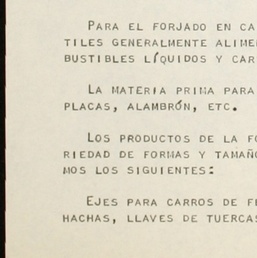 PARA EL FORJADO EN CA
TILES GENERALMENTE ALIME
BUSTIBLES LÍQUIDOS Y CAR
LA MATERIA PRIMA PARA
PLACAS, ALAMBRÓN, ETC.
LOS PRODUCTOS DE LA FO
RIEDAD DE FORMAS Y TAMAÑO
MOS LOS SIGUIENTES:
EJES PARA CARROS DE FE
HACHAS, LLAVES DE TUERCAS